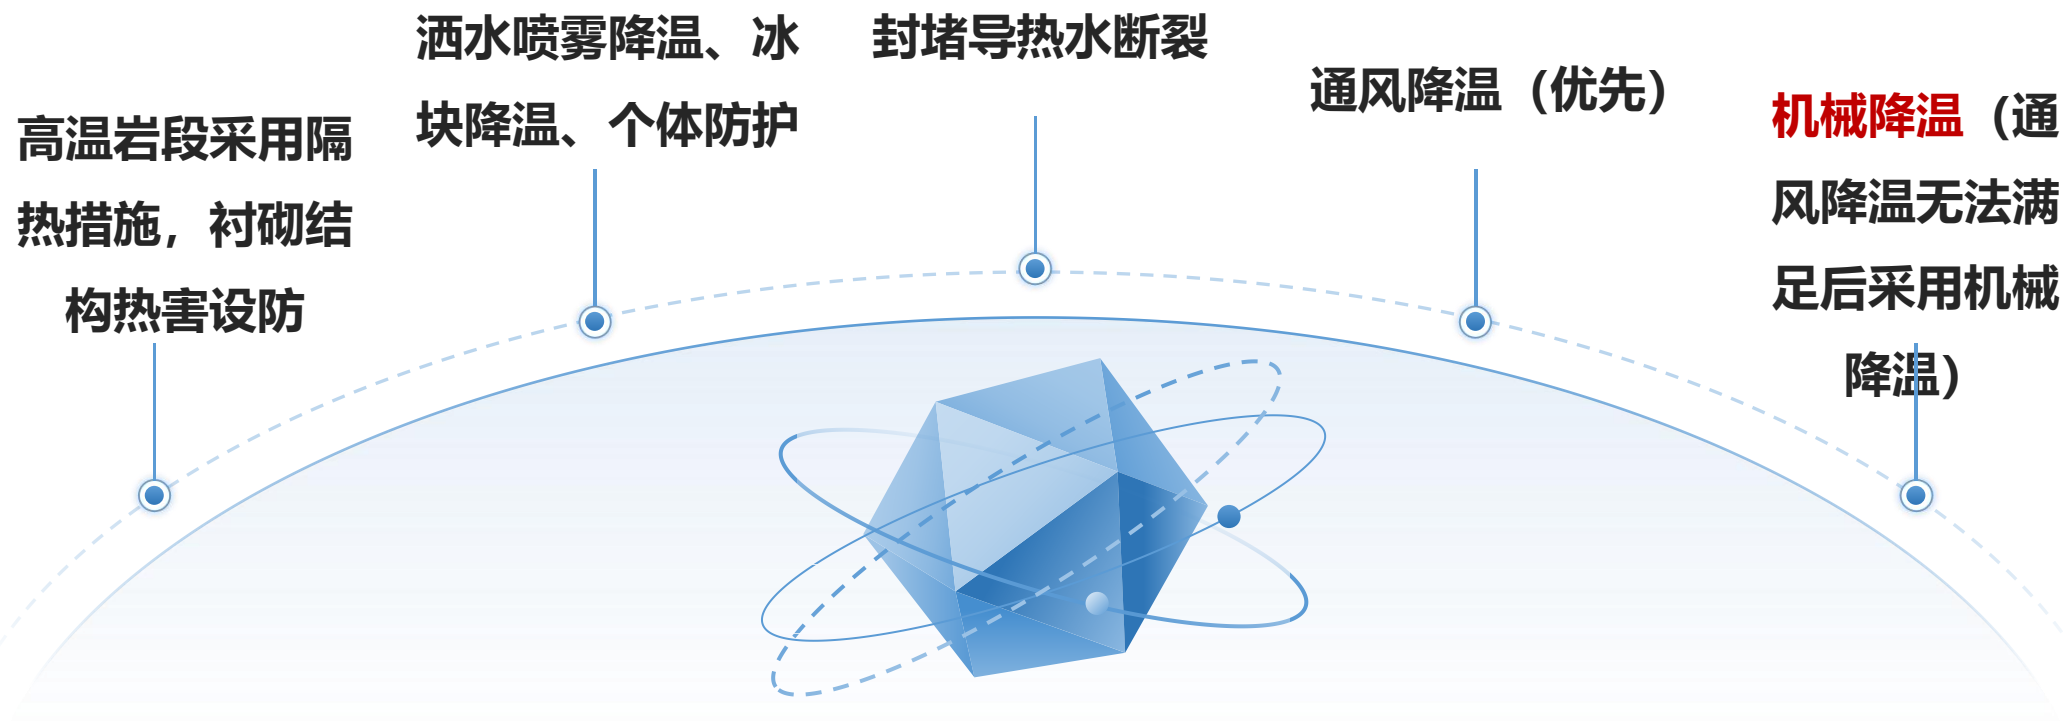 高温岩段采用隔
热措施，衬砌结
构热害设防
洒水喷雾降温、冰
块降温、个体防护
封堵导热水断裂
通风降温（优先）
机械降温（通
风降温无法满
足后采用机械
降温）